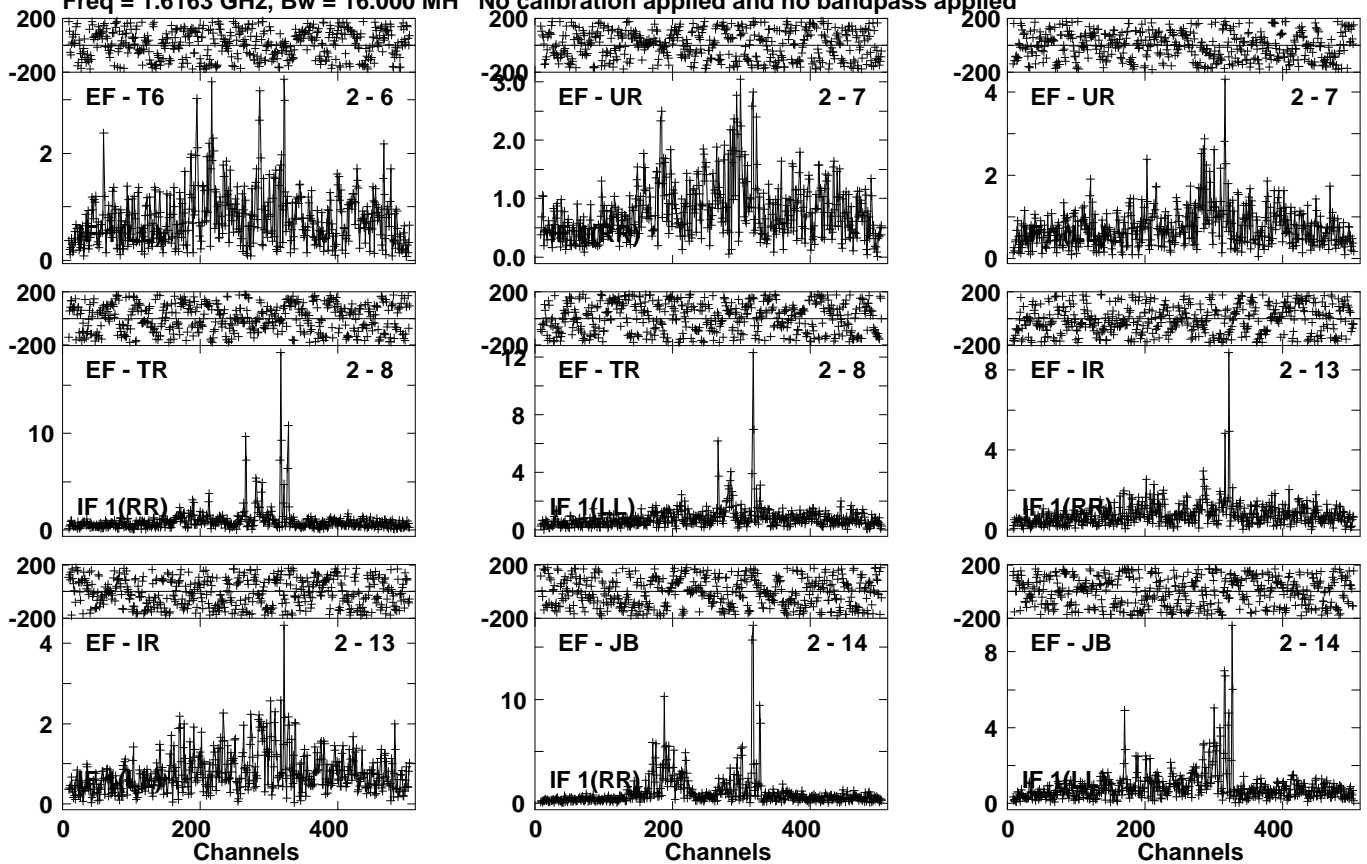 Freq = 1.6163 GHz, Bw = 16.000 MH No calibration applied and no bandpass applied
200 200 200
-200 -200 -200
EF - T6 2 - 6 3.0 EF - UR 2 - 7 EF - UR 2 - 7
4
2 2.0 2
1.0
IF 1(RR)
0 0.0 0
200 200 200
-200 -200 -200
EF - TR 2 - 8 12 EF - TR 2 - 8 EF - IR 2 - 13
8 8
10
4 4
IF 1(RR) IF 1(LL) IF 1(RR)
0 0 0
200 200 200
-200 -200 -200
EF - IR 2 - 13 EF - JB 2 - 14 EF - JB 2 - 14
4 8
10
2 4
IF 1(RR) IF 1(LL)
0 0 0
0 200 400 0 200 400 0 200 400
Channels Channels Channels